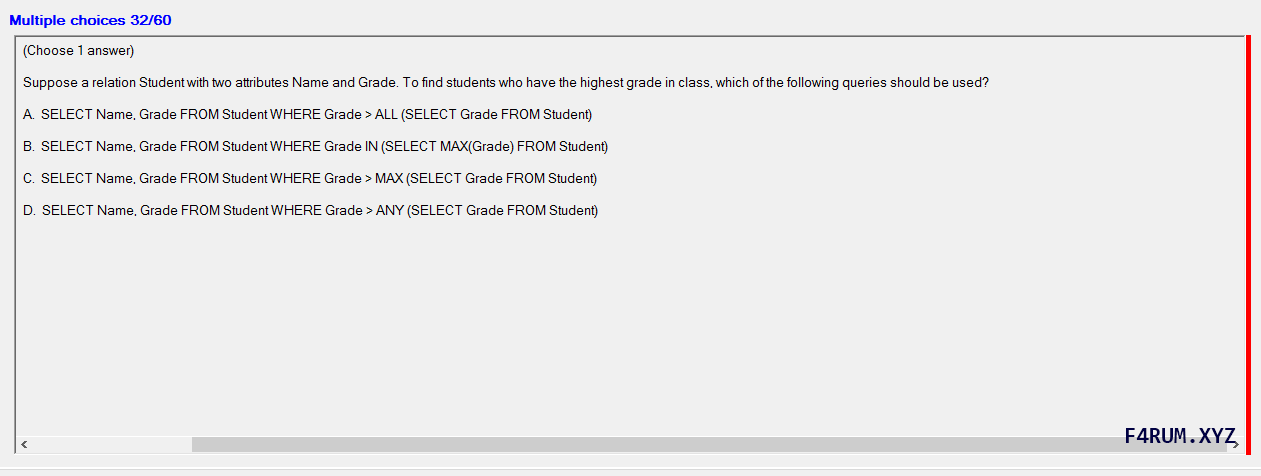 Multiple choices 32/60
(Choose 1 answer)
Suppose a relation Student with two attributes Name and Grade. To find students who have the highest grade in class, which of the following queries should be used?
A. SELECT Name, Grade FROM Student WHERE Grade > ALL (SELECT Grade FROM Student)
B. SELECT Name, Grade FROM Student WHERE Grade IN (SELECT MAX(Grade) FROM Student)
C. SELECT Name, Grade FROM Student WHERE Grade > MAX (SELECT Grade FROM Student)
D. SELECT Name, Grade FROM Student WHERE Grade > ANY (SELECT Grade FROM Student)
F4RUM.XYZ